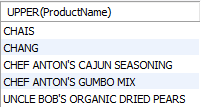 UPPER(ProductName)
CHAIS
CHANG
CHEF ANTON'S CAJUN SEASONING
CHEF ANTON'S GUMBO MIX
UNCLE BOB'S ORGANIC DRIED PEARS